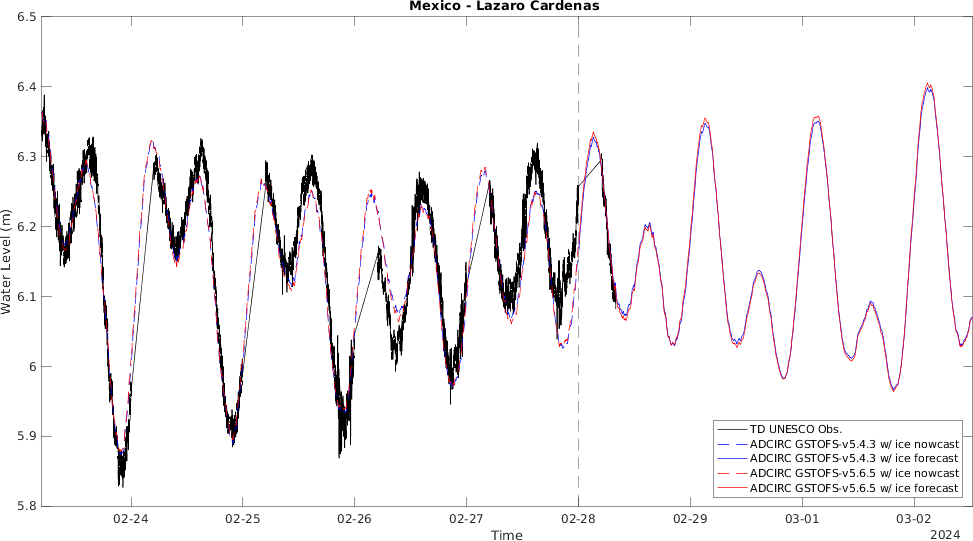 Mexico - Lazaro Cardenas
6.5
6.4
6.3
6.2
6.1
6
5.9
5.8
Water Level (m)
02-24
02-25
02-26
02-27
02-28
02-29
03-01
03-02
Time
2024
TD UNESCO Obs.
ADCIRC GSTOFS-v5.4.3 w/ ice nowcast
ADCIRC GSTOFS-v5.4.3 w/ ice forecast
ADCIRC GSTOFS-v5.6.5 w/ ice nowcast
ADCIRC GSTOFS-v5.6.5 w/ ice forecast